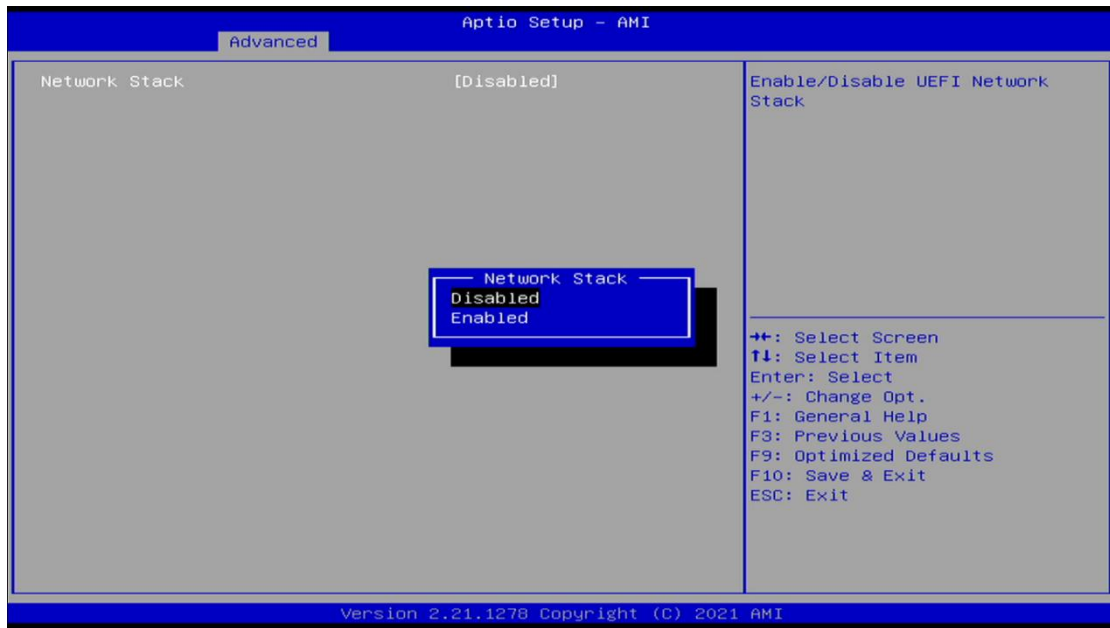 Aptio Setup - AMI
Advanced
Network Stack [Disabled]
Enable/Disable UEFI Network
Stack
Network Stack
Disabled
Enabled
→←: Select Screen
↑↓: Select Item
Enter: Select
+/-: Change Opt.
F1: General Help
F3: Previous Values
F9: Optimized Defaults
F10: Save & Exit
ESC: Exit
Version 2.21.1278 Copyright (C) 2021 AMI